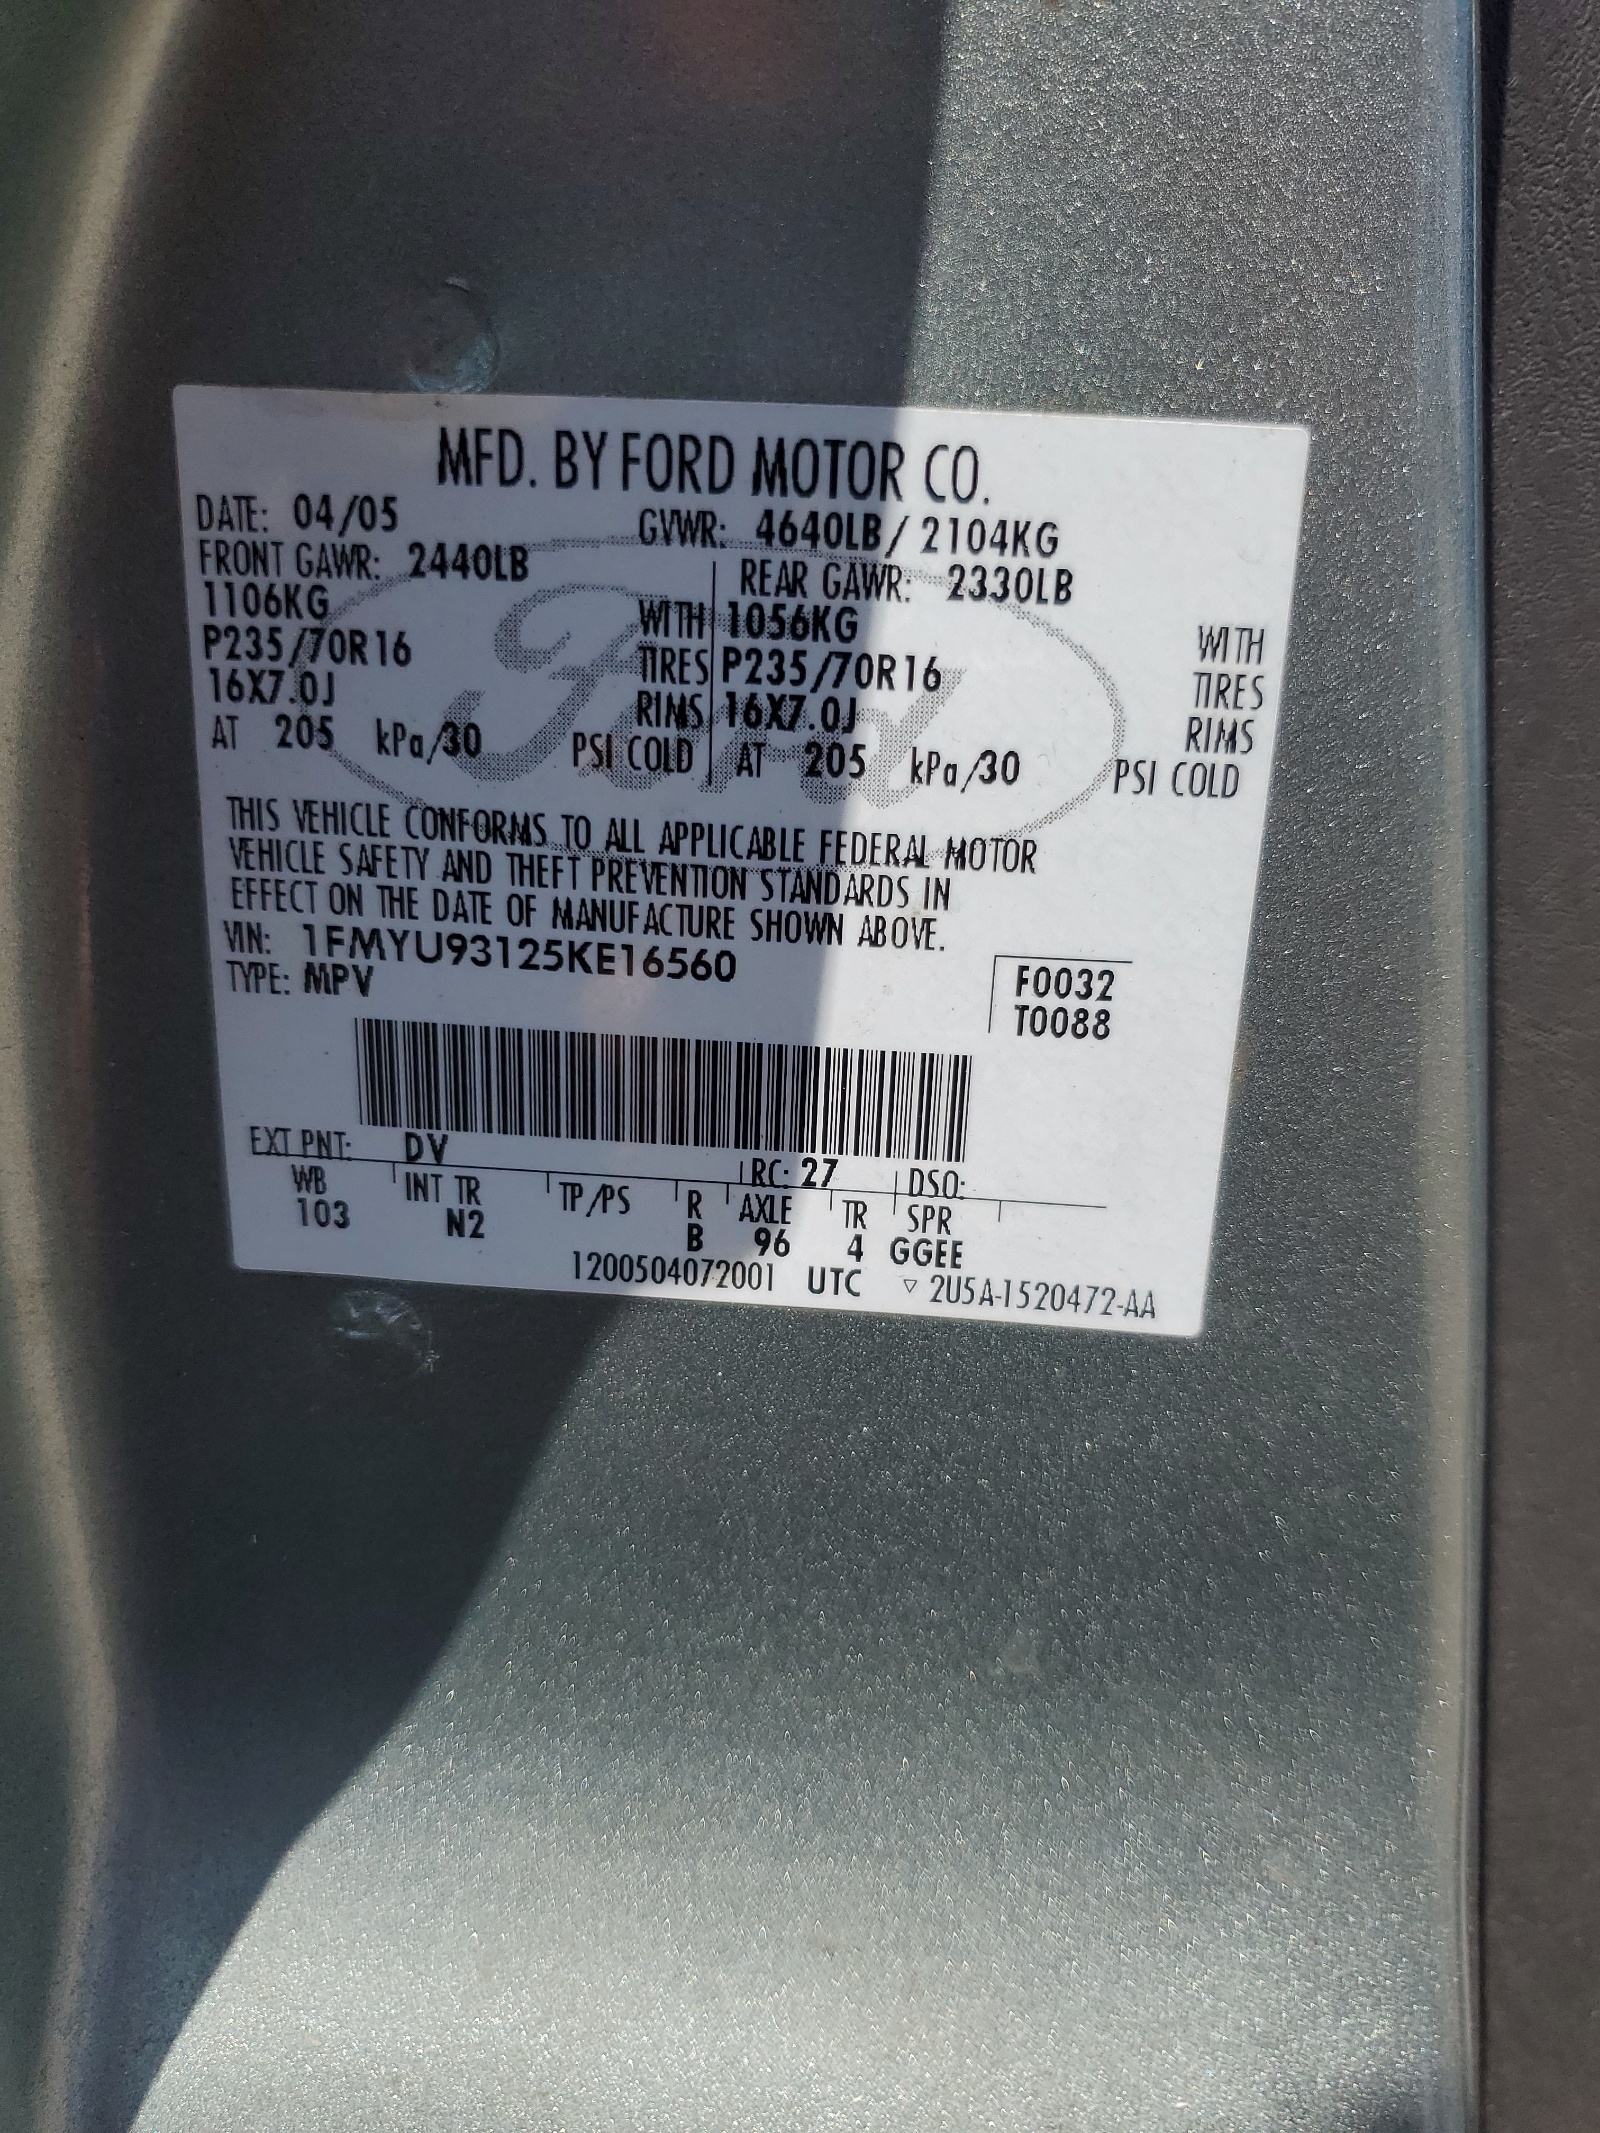 MFD. BY FORD MOTOR CO.
DATE: 04/05 GVWR: 4640LB / 2104KG
FRONT GAWR: 2440LB REAR GAWR: 2330LB
1106KG WITH 1056KG WITH
P235/70R16 TIRES P235/70R16 TIRES
16X7.0J RIMS 16X7.0J RIMS
AT 205 kPa/30 PSI COLD AT 205 kPa/30 PSI COLD
Ford
THIS VEHICLE CONFORMS TO ALL APPLICABLE FEDERAL MOTOR
VEHICLE SAFETY AND THEFT PREVENTION STANDARDS IN
EFFECT ON THE DATE OF MANUFACTURE SHOWN ABOVE.
VIN: 1FMYU93125KE16560
TYPE: MPV
F0032
T0088
EXT PNT: DV RC: 27 DSO:
WB INT TR TP/PS R AXLE TR SPR
103 N2 B 96 4 GGEE
1200504072001 UTC ▽ 2U5A-1520472-AA